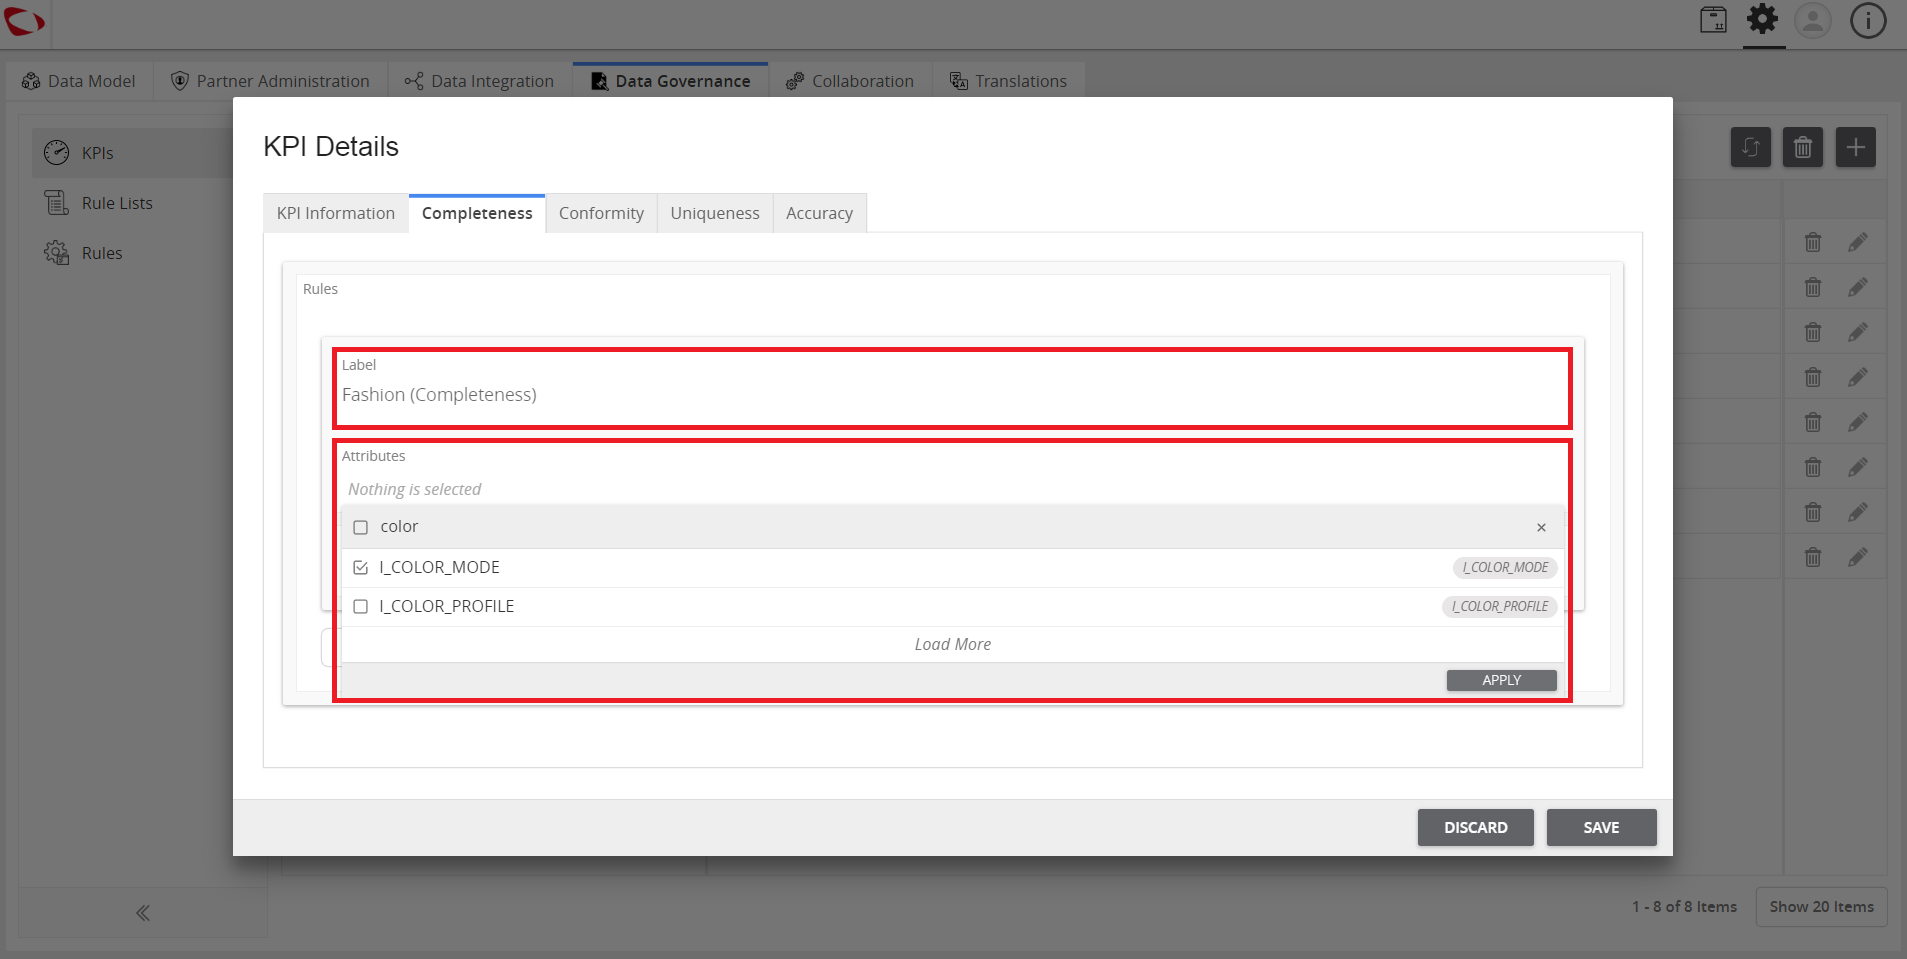 Data Model Partner Administration Data Integration Data Governance Collaboration Translations
KPIs
Rule Lists
Rules
KPI Details
KPI Information Completeness Conformity Uniqueness Accuracy
Rules
Label
Fashion (Completeness)
Attributes
Nothing is selected
color ×
I_COLOR_MODE I_COLOR_MODE
I_COLOR_PROFILE I_COLOR_PROFILE
Load More
APPLY
DISCARD SAVE
1 - 8 of 8 Items Show 20 Items